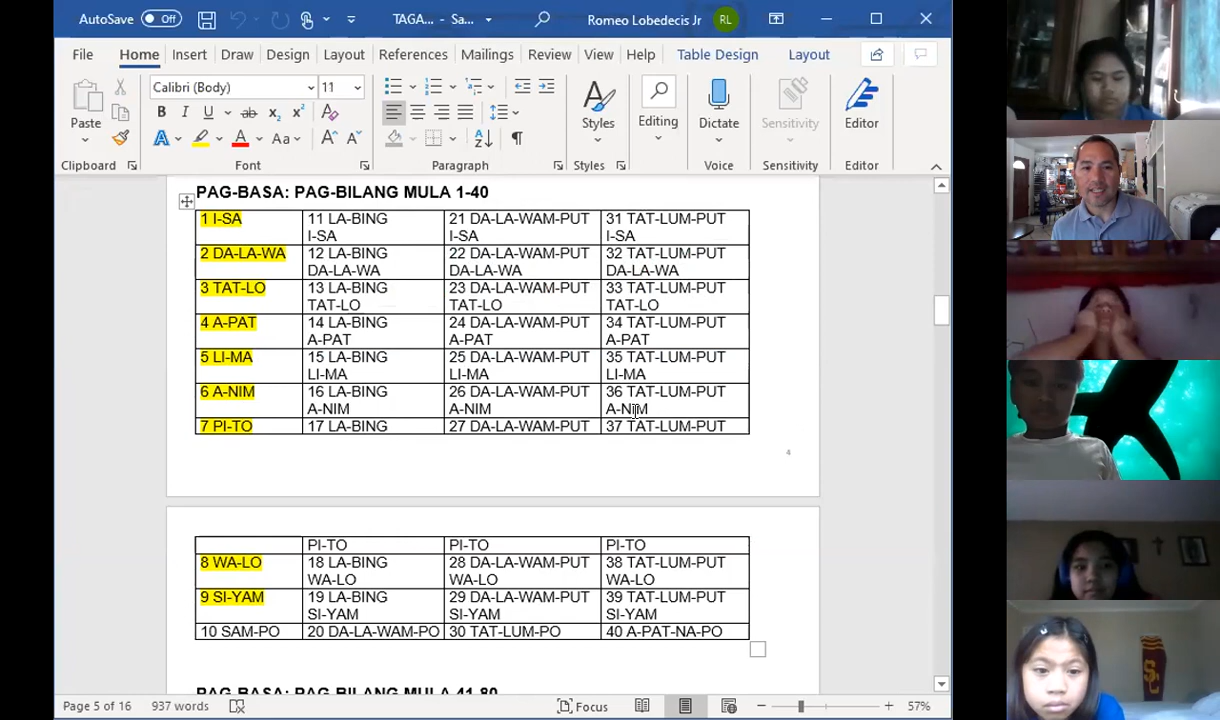 AutoSave Off TAGA... - Sa... Romeo Lobedecis Jr RL
File Home Insert Draw Design Layout References Mailings Review View Help Table Design Layout
Calibri (Body) 11
Paste Styles Editing Dictate Sensitivity Editor
Clipboard Font Paragraph Styles Voice Sensitivity Editor
PAG-BASA: PAG-BILANG MULA 1-40
1 I-SA 11 LA-BING 21 DA-LA-WAM-PUT 31 TAT-LUM-PUT
I-SA I-SA I-SA
2 DA-LA-WA 12 LA-BING 22 DA-LA-WAM-PUT 32 TAT-LUM-PUT
DA-LA-WA DA-LA-WA DA-LA-WA
3 TAT-LO 13 LA-BING 23 DA-LA-WAM-PUT 33 TAT-LUM-PUT
TAT-LO TAT-LO TAT-LO
4 A-PAT 14 LA-BING 24 DA-LA-WAM-PUT 34 TAT-LUM-PUT
A-PAT A-PAT A-PAT
5 LI-MA 15 LA-BING 25 DA-LA-WAM-PUT 35 TAT-LUM-PUT
LI-MA LI-MA LI-MA
6 A-NIM 16 LA-BING 26 DA-LA-WAM-PUT 36 TAT-LUM-PUT
A-NIM A-NIM A-NIM
7 PI-TO 17 LA-BING 27 DA-LA-WAM-PUT 37 TAT-LUM-PUT
4
PI-TO PI-TO PI-TO
8 WA-LO 18 LA-BING 28 DA-LA-WAM-PUT 38 TAT-LUM-PUT
WA-LO WA-LO WA-LO
9 SI-YAM 19 LA-BING 29 DA-LA-WAM-PUT 39 TAT-LUM-PUT
SI-YAM SI-YAM SI-YAM
10 SAM-PO 20 DA-LA-WAM-PO 30 TAT-LUM-PO 40 A-PAT-NA-PO
PAG-BASA: PAG-BILANG MULA 41-80
Page 5 of 16 937 words Focus 57%
SC